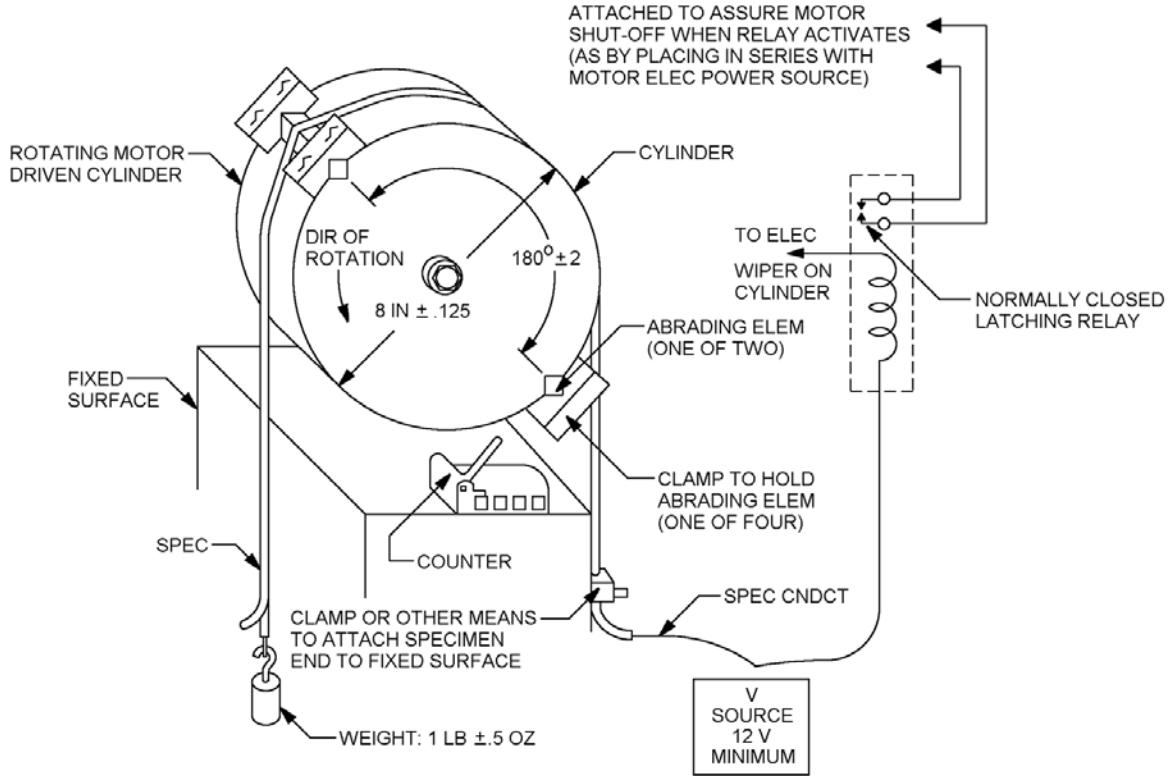 ATTACHED TO ASSURE MOTOR
SHUT-OFF WHEN RELAY ACTIVATES
(AS BY PLACING IN SERIES WITH
MOTOR ELEC POWER SOURCE)
ROTATING MOTOR
DRIVEN CYLINDER
CYLINDER
DIR OF
ROTATION
180° ±2
8 IN ± .125
TO ELEC
WIPER ON
CYLINDER
NORMALLY CLOSED
LATCHING RELAY
ABRADING ELEM
(ONE OF TWO)
FIXED
SURFACE
CLAMP TO HOLD
ABRADING ELEM
(ONE OF FOUR)
SPEC
COUNTER
SPEC CNDCT
CLAMP OR OTHER MEANS
TO ATTACH SPECIMEN
END TO FIXED SURFACE
V
SOURCE
12 V
MINIMUM
WEIGHT: 1 LB ±.5 OZ